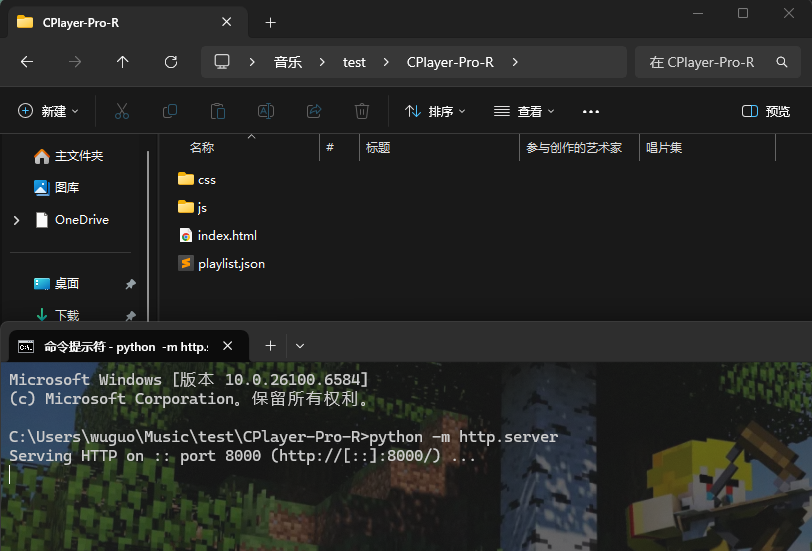 CPlayer-Pro-R
音乐 test CPlayer-Pro-R 在 CPlayer-Pro-R
新建 排序 查看 预览
名称 # 标题 参与创作的艺术家 唱片集
主文件夹
图库
OneDrive
桌面
下载
css
js
index.html
playlist.json
命令提示符 - python -m http.s
Microsoft Windows [版本 10.0.26100.6584]
(c) Microsoft Corporation。保留所有权利。
C:\Users\wuguo\Music\test\CPlayer-Pro-R>python -m http.server
Serving HTTP on :: port 8000 (http://[::]:8000/) ...